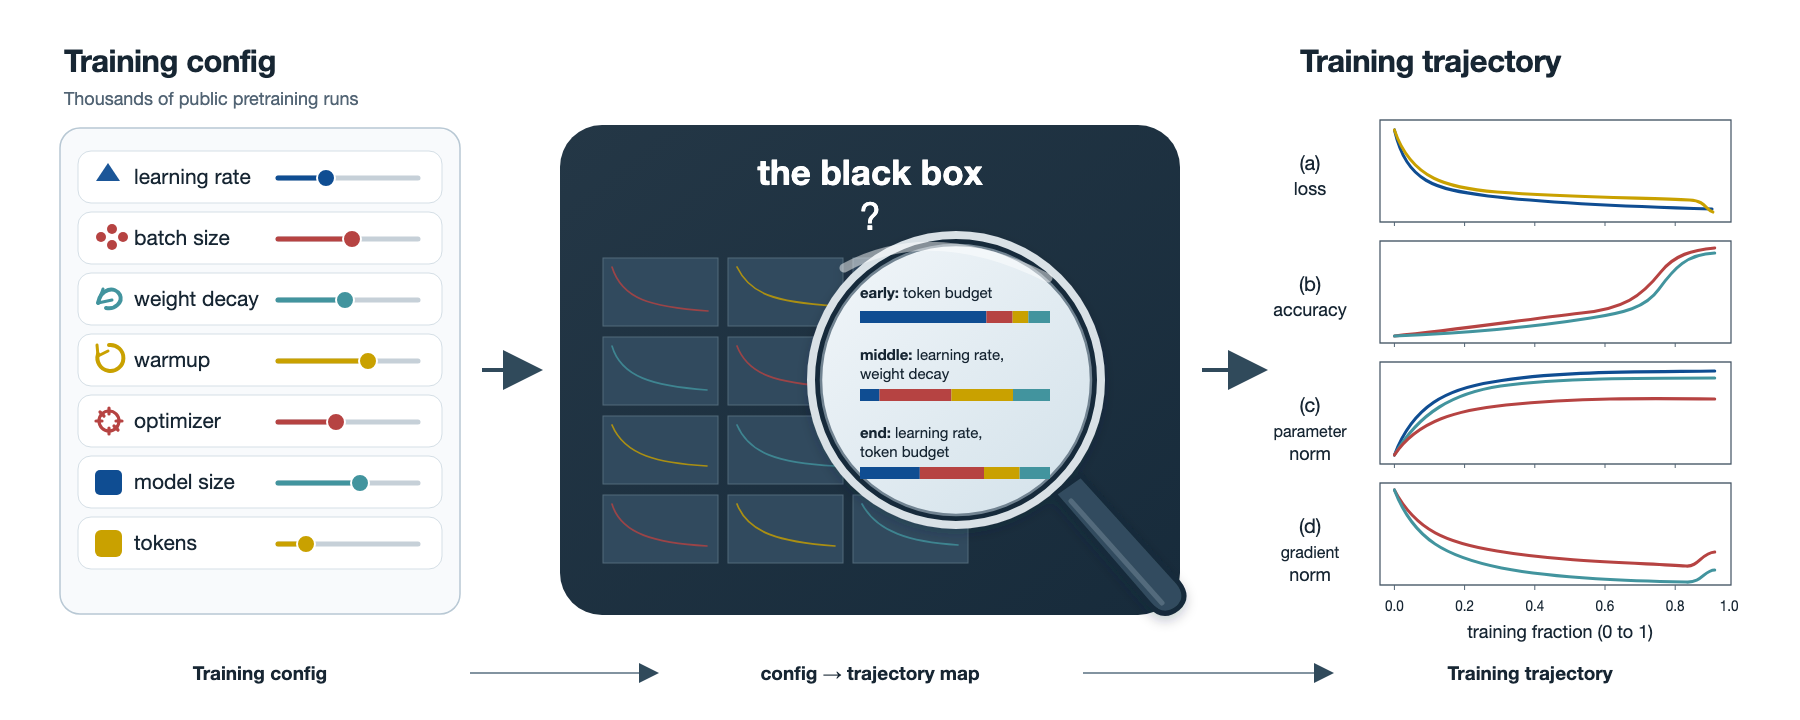 Training config
Thousands of public pretraining runs
learning rate
batch size
weight decay
warmup
optimizer
model size
tokens
the black box
?
early: token budget
middle: learning rate,
weight decay
end: learning rate,
token budget
Training trajectory
(a)
loss
(b)
accuracy
(c)
parameter
norm
(d)
gradient
norm
0.0 0.2 0.4 0.6 0.8 1.0
training fraction (0 to 1)
Training config
config → trajectory map
Training trajectory